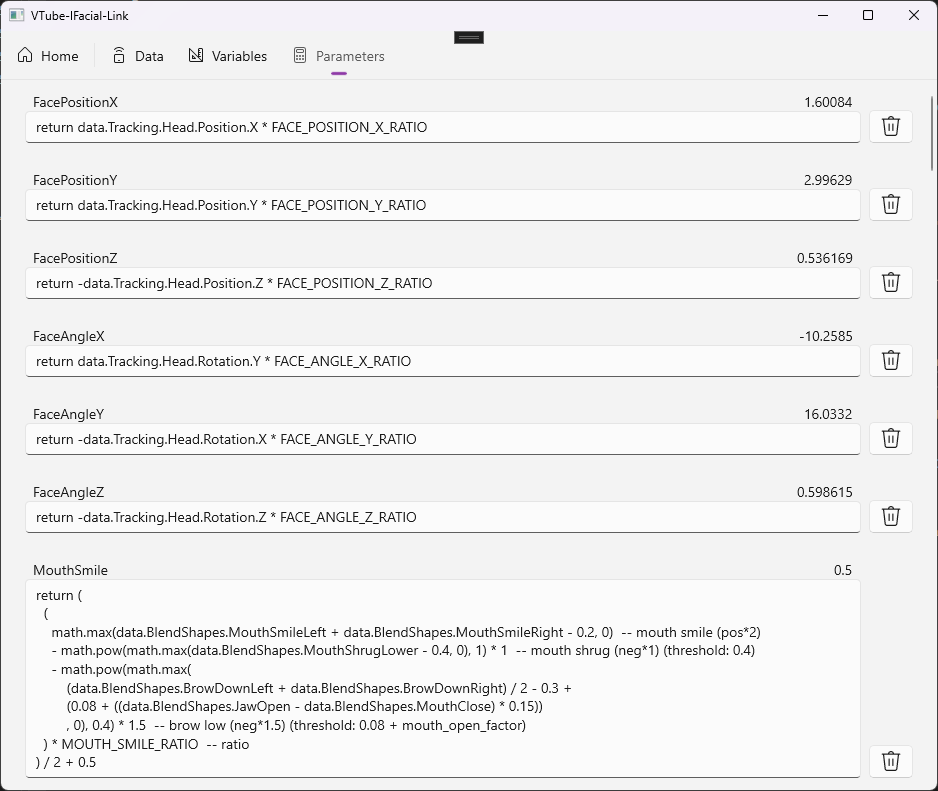 VTube-IFacial-Link
Home Data Variables Parameters
FacePositionX 1.60084
return data.Tracking.Head.Position.X * FACE_POSITION_X_RATIO
FacePositionY 2.99629
return data.Tracking.Head.Position.Y * FACE_POSITION_Y_RATIO
FacePositionZ 0.536169
return -data.Tracking.Head.Position.Z * FACE_POSITION_Z_RATIO
FaceAngleX -10.2585
return data.Tracking.Head.Rotation.Y * FACE_ANGLE_X_RATIO
FaceAngleY 16.0332
return -data.Tracking.Head.Rotation.X * FACE_ANGLE_Y_RATIO
FaceAngleZ 0.598615
return -data.Tracking.Head.Rotation.Z * FACE_ANGLE_Z_RATIO
MouthSmile 0.5
return (
(
math.max(data.BlendShapes.MouthSmileLeft + data.BlendShapes.MouthSmileRight - 0.2, 0) -- mouth smile (pos*2)
- math.pow(math.max(data.BlendShapes.MouthShrugLower - 0.4, 0), 1) * 1 -- mouth shrug (neg*1) (threshold: 0.4)
- math.pow(math.max(
(data.BlendShapes.BrowDownLeft + data.BlendShapes.BrowDownRight) / 2 - 0.3 +
(0.08 + ((data.BlendShapes.JawOpen - data.BlendShapes.MouthClose) * 0.15))
, 0), 0.4) * 1.5 -- brow low (neg*1.5) (threshold: 0.08 + mouth_open_factor)
) * MOUTH_SMILE_RATIO -- ratio
) / 2 + 0.5